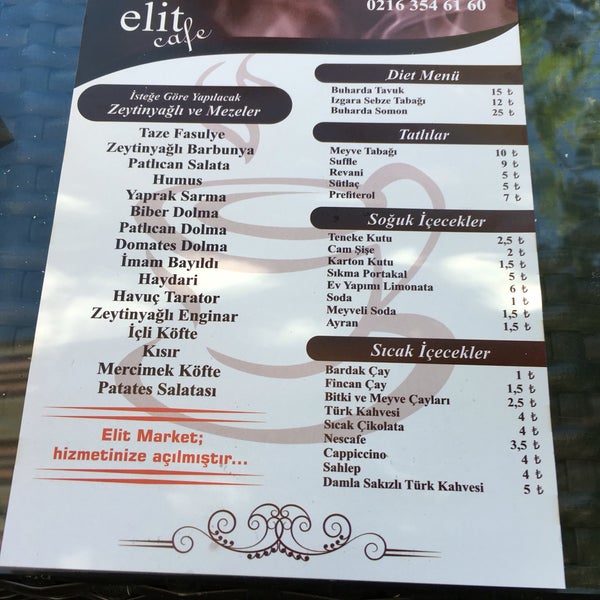 elit
cafe
0216 354 61 60
İsteğe Göre Yapılacak
Zeytinyağlı ve Mezeler
Taze Fasulye
Zeytinyağlı Barbunya
Patlıcan Salata
Humus
Yaprak Sarma
Biber Dolma
Patlıcan Dolma
Domates Dolma
İmam Bayıldı
Haydari
Havuç Tarator
Zeytinyağlı Enginar
İçli Köfte
Kısır
Mercimek Köfte
Patates Salatası
Elit Market;
hizmetinize açılmıştır...
Diet Menü
Buharda Tavuk 15 ₺
Izgara Sebze Tabağı 12 ₺
Buharda Somon 25 ₺
Tatlılar
Meyve Tabağı 10 ₺
Suffle 9 ₺
Revani 5 ₺
Sütlaç 5 ₺
Prefiterol 7 ₺
Soğuk İçecekler
Teneke Kutu 2,5 ₺
Cam Şişe 2 ₺
Karton Kutu 1,5 ₺
Sıkma Portakal 5 ₺
Ev Yapımı Limonata 6 ₺
Soda 1 ₺
Meyveli Soda 1,5 ₺
Ayran 1,5 ₺
Sıcak İçecekler
Bardak Çay 1 ₺
Fincan Çay 1,5 ₺
Bitki ve Meyve Çayları 2,5 ₺
Türk Kahvesi 4 ₺
Sıcak Çikolata 4 ₺
Nescafe 3,5 ₺
Cappiccino 4 ₺
Sahlep 4 ₺
Damla Sakızlı Türk Kahvesi 5 ₺